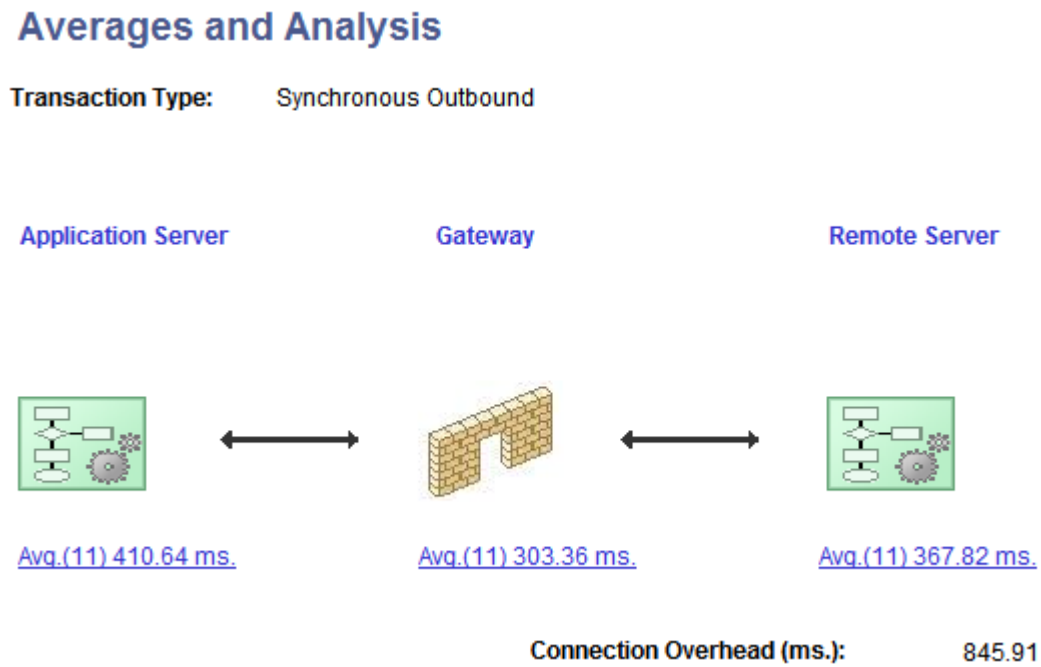 Averages and Analysis
Transaction Type: Synchronous Outbound
Application Server Gateway Remote Server
Avg.(11) 410.64 ms. Avg.(11) 303.36 ms. Avg.(11) 367.82 ms.
Connection Overhead (ms.): 845.91